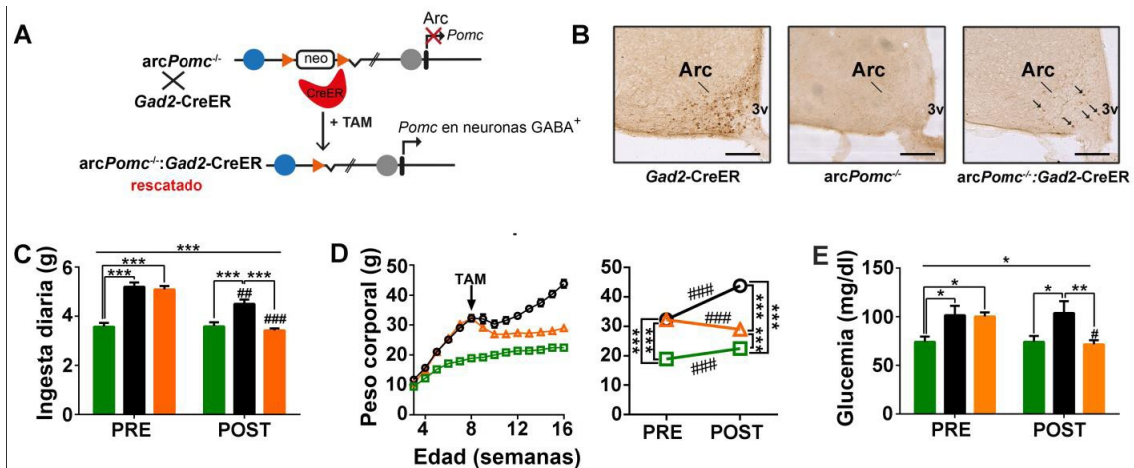 A
arcPomc-/-
Gad2-CreER
neo
Arc
Pomc
CreER
+ TAM
Pomc en neuronas GABA+
arcPomc-/-:Gad2-CreER
rescatado
B
Arc
3v
Gad2-CreER
Arc
3v
arcPomc-/-
Arc
3v
arcPomc-/-:Gad2-CreER
C
Ingesta diaria (g)
6
4
2
0
***
***
***
***
***
##
###
PRE
POST
D
Peso corporal (g)
50
40
30
20
10
0
TAM
4
8
12
16
Edad (semanas)
50
40
30
20
10
0
###
###
###
***
***
***
***
***
PRE
POST
E
Glucemia (mg/dl)
150
100
50
0
*
*
*
*
**
#
PRE
POST